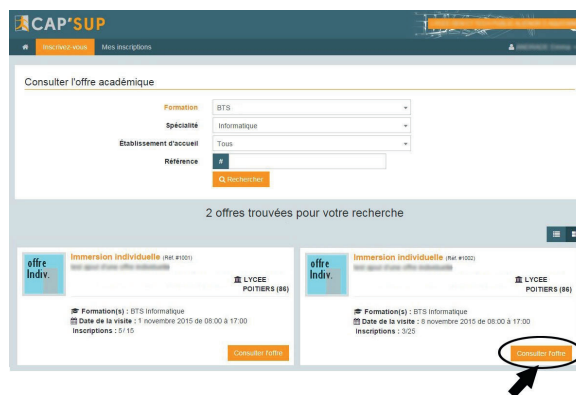 CAP'SUP
Inscrivez-vous Mes inscriptions
Consulter l'offre académique
Formation BTS
Spécialité Informatique
Établissement d'accueil Tous
Référence #
Rechercher
2 offres trouvées pour votre recherche
offre Indiv.
Immersion individuelle (Réf. #1001)
LYCEE
POITIERS (86)
Formation(s) : BTS Informatique
Date de la visite : 1 novembre 2015 de 08:00 à 17:00
Inscriptions : 5/15
Consulter l'offre
offre Indiv.
Immersion individuelle (Réf. #1002)
LYCEE
POITIERS (86)
Formation(s) : BTS Informatique
Date de la visite : 8 novembre 2015 de 08:00 à 17:00
Inscriptions : 3/25
Consulter l'offre